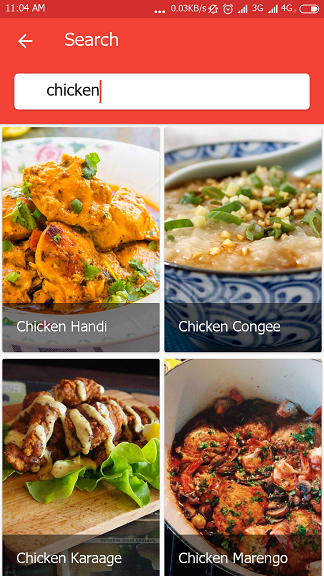 11:04 AM ... 0.03KB/s 3G 4G
Search
chicken
Chicken Handi
Chicken Congee
Chicken Karaage
Chicken Marengo